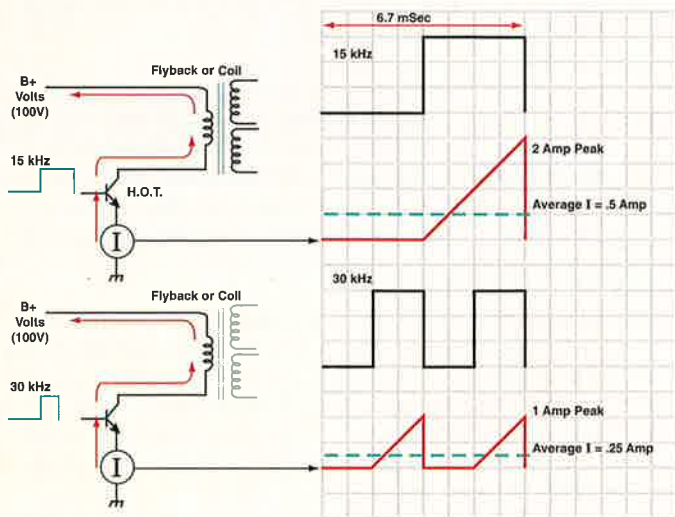 6.7 mSec
15 kHz
Flyback or Coil
B+
Volts
(100V)
15 kHz
H.O.T.
I
2 Amp Peak
Average I = .5 Amp
30 kHz
Flyback or Coil
B+
Volts
(100V)
30 kHz
I
1 Amp Peak
Average I = .25 Amp